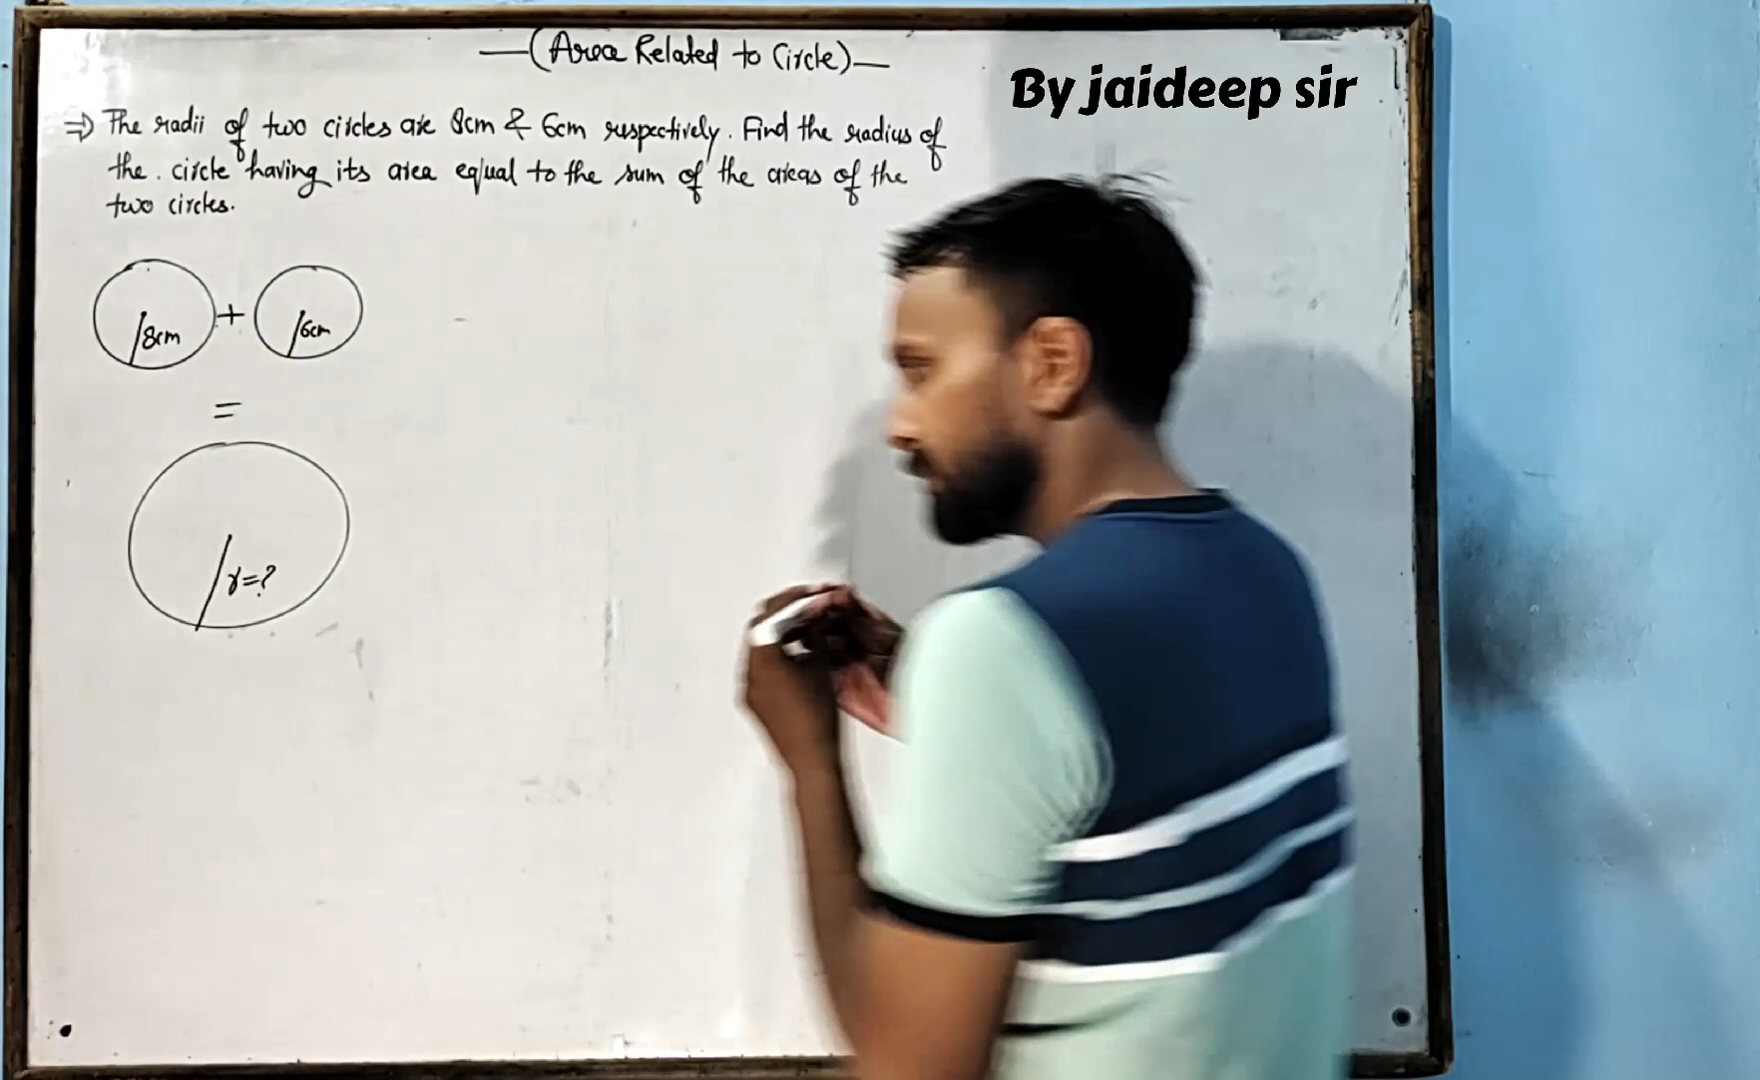 (Area Related to Circle)
By jaideep sir
⇒ The radii of two circles are 8cm & 6cm respectively. Find the radius of
the . circle having its area equal to the sum of the areas of the
two circles.
8cm + 6cm
=
r=?